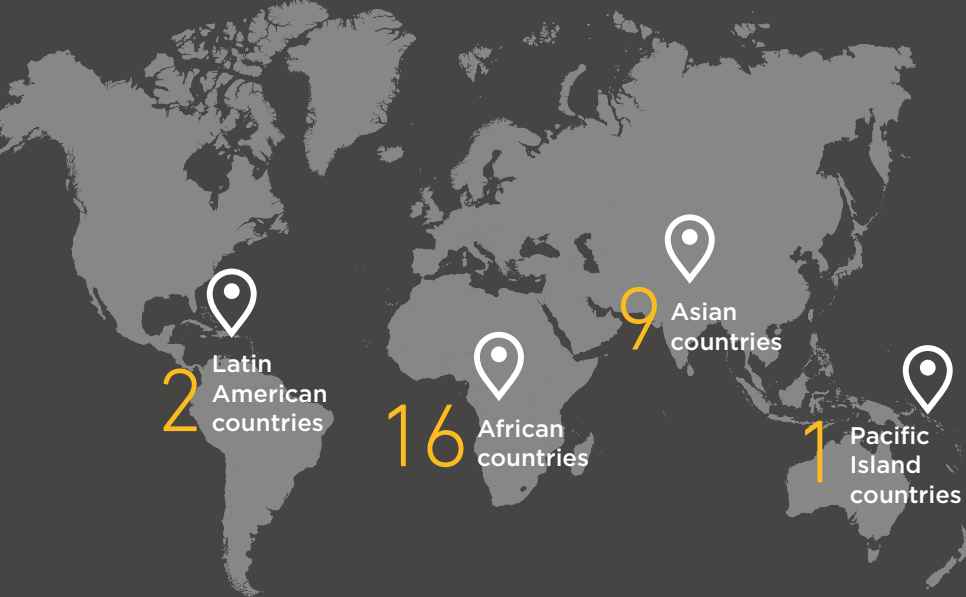 2
Latin
American
countries
16
African
countries
9
Asian
countries
1
Pacific
Island
countries